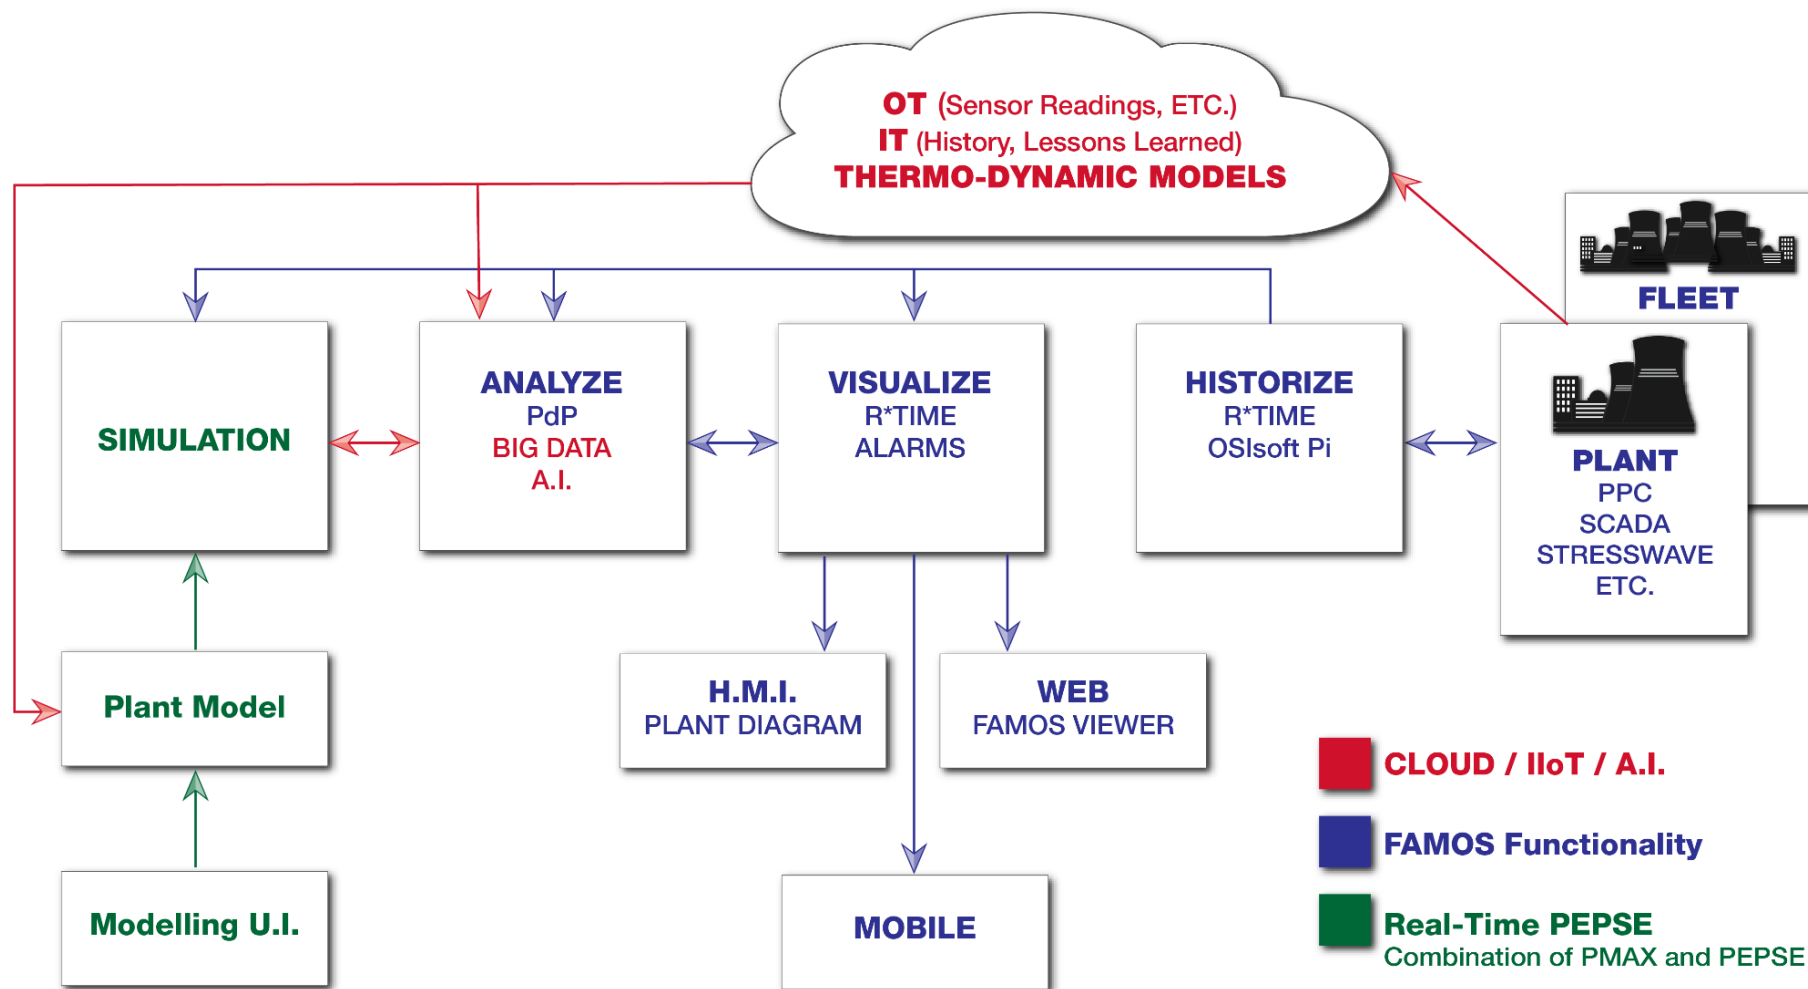 OT (Sensor Readings, ETC.)
IT (History, Lessons Learned)
THERMO-DYNAMIC MODELS
FLEET
SIMULATION
ANALYZE
PdP
BIG DATA
A.I.
VISUALIZE
R*TIME
ALARMS
HISTORIZE
R*TIME
OSIsoft Pi
PLANT
PPC
SCADA
STRESSWAVE
ETC.
Plant Model
H.M.I.
PLANT DIAGRAM
WEB
FAMOS VIEWER
Modelling U.I.
MOBILE
CLOUD / IIoT / A.I.
FAMOS Functionality
Real-Time PEPSE
Combination of PMAX and PEPSE